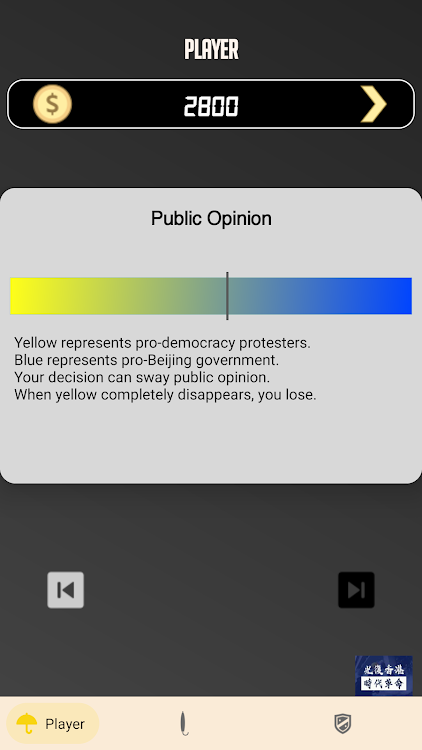 PLAYER
$ 2800
Public Opinion
Yellow represents pro-democracy protesters.
Blue represents pro-Beijing government.
Your decision can sway public opinion.
When yellow completely disappears, you lose.
光復香港
時代革命
Player